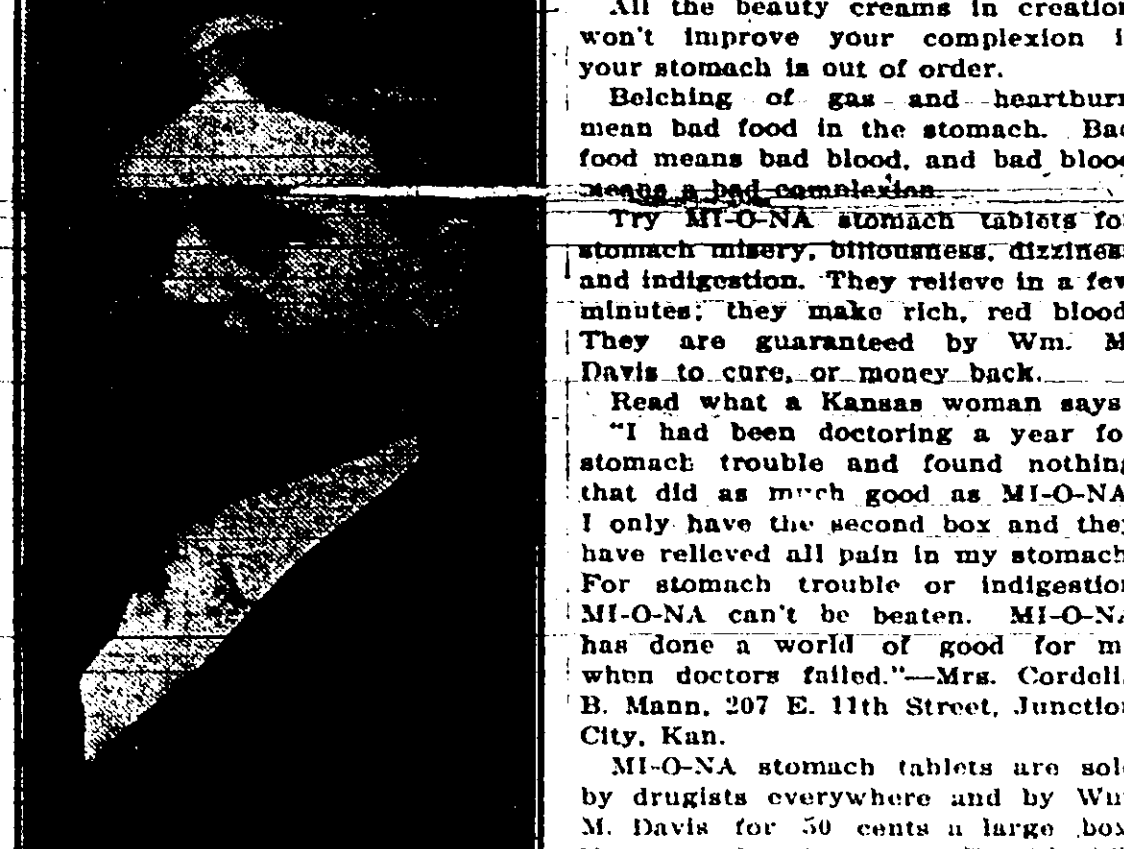 All the beauty creams in creation
won't improve your complexion i
your stomach is out of order.
Belching of gas and heartburn
mean bad food in the stomach. Bad
food means bad blood, and bad blood
means a bad complexion.
Try MI-O-NA stomach tablets for
stomach misery, biliousness, dizziness
and indigestion. They relieve in a few
minutes; they make rich, red blood
They are guaranteed by Wm. M
Davis to cure, or money back.
Read what a Kansas woman says
"I had been doctoring a year fo
stomach trouble and found nothing
that did as much good as MI-O-NA
I only have the second box and they
have relieved all pain in my stomach
For stomach trouble or indigestion
MI-O-NA can't be beaten. MI-O-NA
has done a world of good for m
when doctors failed."—Mrs. Cordelia
B. Mann, 207 E. 11th Street, Junction
City, Kan.
MI-O-NA stomach tablets are sold
by drugists everywhere and by Wm
M. Davis for 50 cents a large box